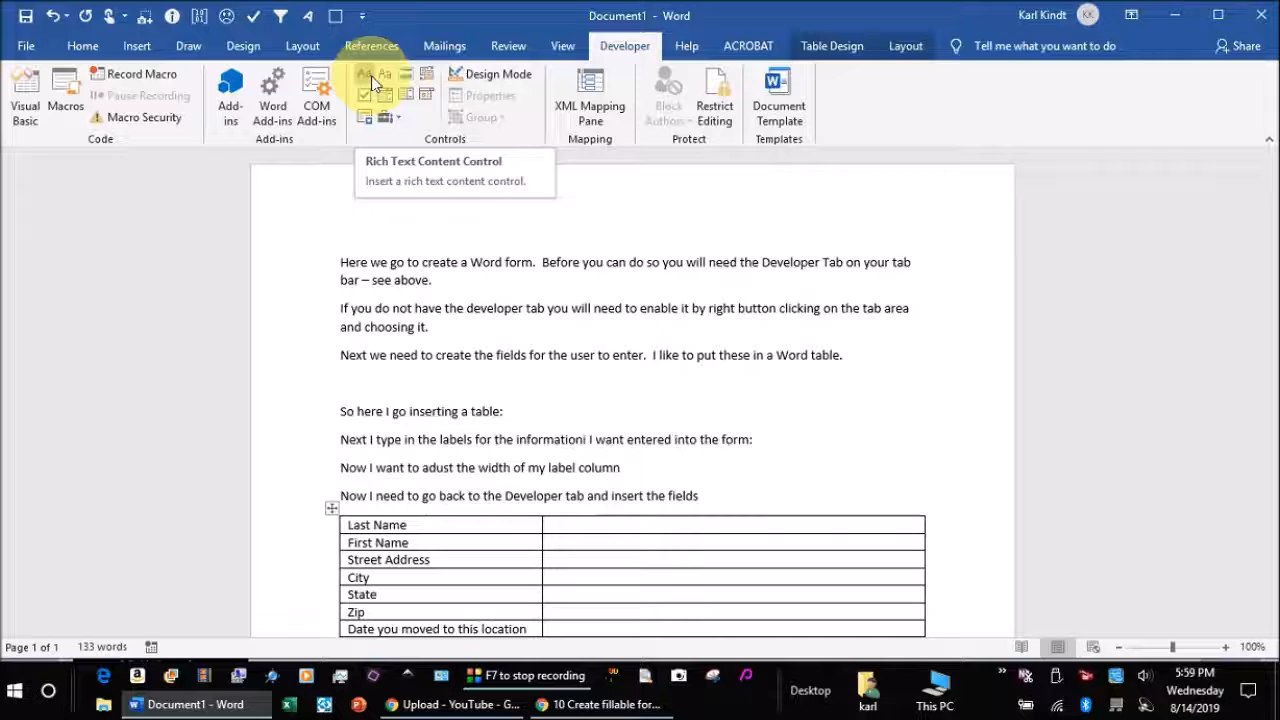 Document1 - Word
Karl Kindt
KK
File
Home
Insert
Draw
Design
Layout
References
Mailings
Review
View
Developer
Help
ACROBAT
Table Design
Layout
Tell me what you want to do
Share
Visual Basic
Macros
Record Macro
Pause Recording
Macro Security
Code
Add-ins
Word Add-ins
COM Add-ins
Add-ins
Aa
Aa
Design Mode
Properties
Group
Controls
XML Mapping Pane
Mapping
Block Authors
Restrict Editing
Protect
Document Template
Templates
Rich Text Content Control
Insert a rich text content control.
Here we go to create a Word form.  Before you can do so you will need the Developer Tab on your tab
bar – see above.
If you do not have the developer tab you will need to enable it by right button clicking on the tab area
and choosing it.
Next we need to create the fields for the user to enter.  I like to put these in a Word table.
So here I go inserting a table:
Next I type in the labels for the informationi I want entered into the form:
Now I want to adust the width of my label column
Now I need to go back to the Developer tab and insert the fields
Last Name
First Name
Street Address
City
State
Zip
Date you moved to this location
Page 1 of 1
133 words
100%
F7 to stop recording
Desktop
karl
This PC
5:59 PM
Wednesday
8/14/2019
Document1 - Word
Upload - YouTube - G...
10 Create fillable for...